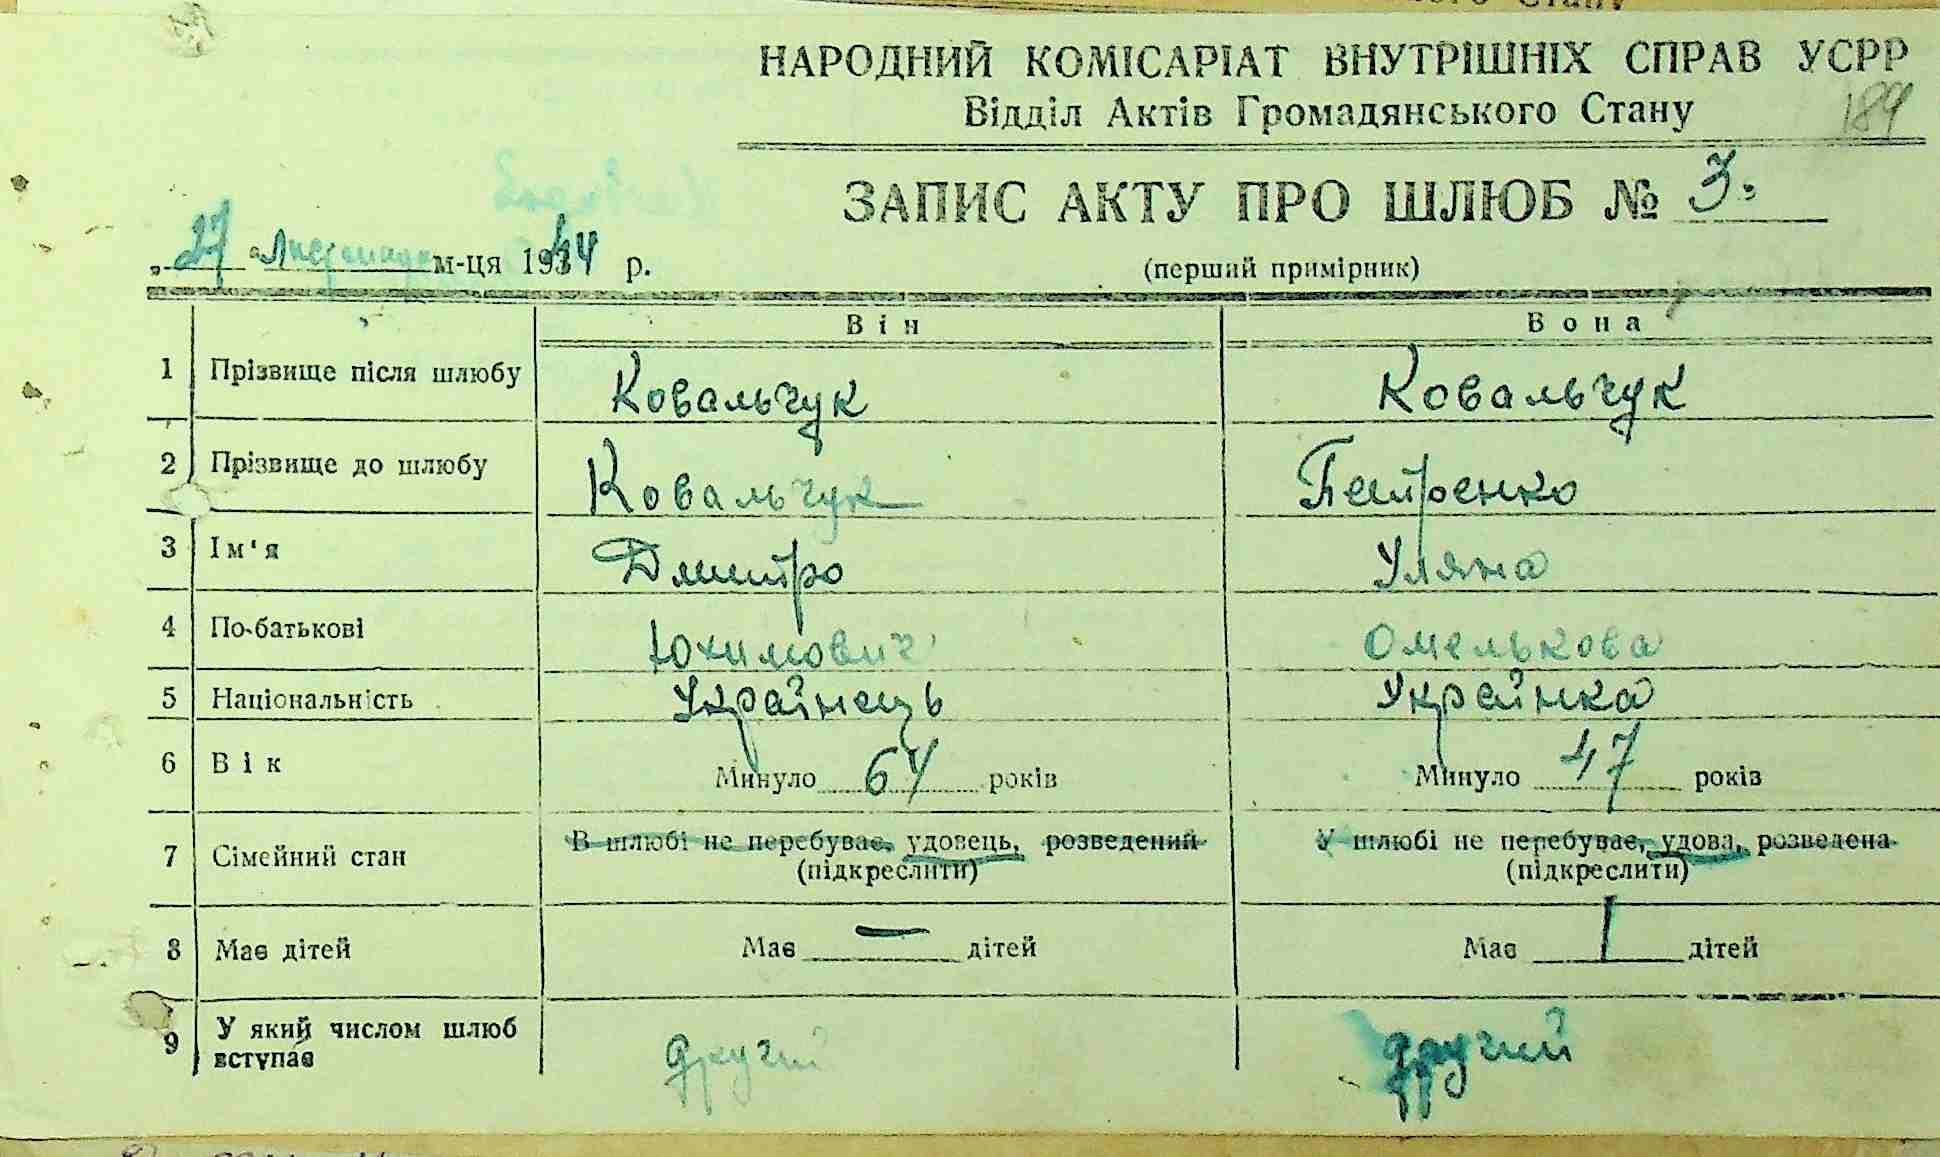 НАРОДНИЙ КОМІСАРІАТ ВНУТРІШНІХ СПРАВ УСРР
Відділ Актів Громадянського Стану
189
ЗАПИС АКТУ ПРО ШЛЮБ № 3.
„27 " Листопада м-ця 1944 р.
(перший примірник)
Він Вона
1 Прізвище після шлюбу Ковальчук Ковальчук
2 Прізвище до шлюбу Ковальчук Петренко
3 Ім'я Дмитро Уляна
4 По-батькові Юхимович Омелькова
5 Національність Українець Українка
6 Вік Минуло 64 років Минуло 47 років
7 Сімейний стан В шлюбі не перебуває, удовець, розведений У шлюбі не перебуває, удова, розведена
(підкреслити) (підкреслити)
8 Має дітей Має — дітей Має 1 дітей
9 У який числом шлюб вступає другий другий